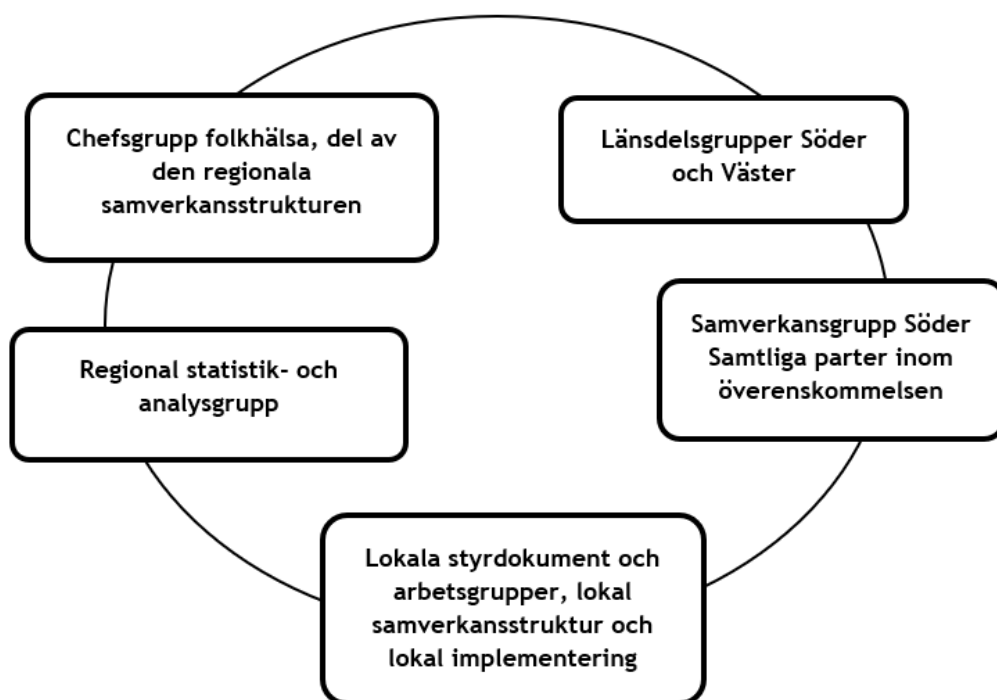 Chefsgrupp folkhälsa, del av
den regionala
samverkansstrukturen
Länsdelsgrupper Söder
och Väster
Regional statistik- och
analysgrupp
Samverkansgrupp Söder
Samtliga parter inom
överenskommelsen
Lokala styrdokument och
arbetsgrupper, lokal
samverkansstruktur och
lokal implementering